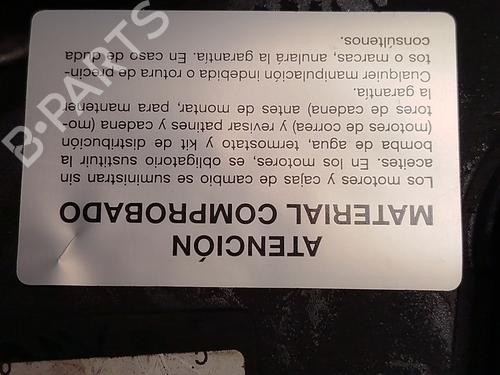 ATENCIÓN
MATERIAL COMPROBADO
Los motores y cajas de cambio se suministran sin
aceites. En los motores, es obligatorio sustituir la
bomba de agua, termostato y kit de distribución
(motores de correa) y revisar patines y cadena (mo-
tores cadena) antes de montar, para mantener
la garantía.
Cualquier manipulación indebida o rotura de precin-
tos o marcas, anulará la garantía. En caso de duda
consúltenos.
B-PARTS